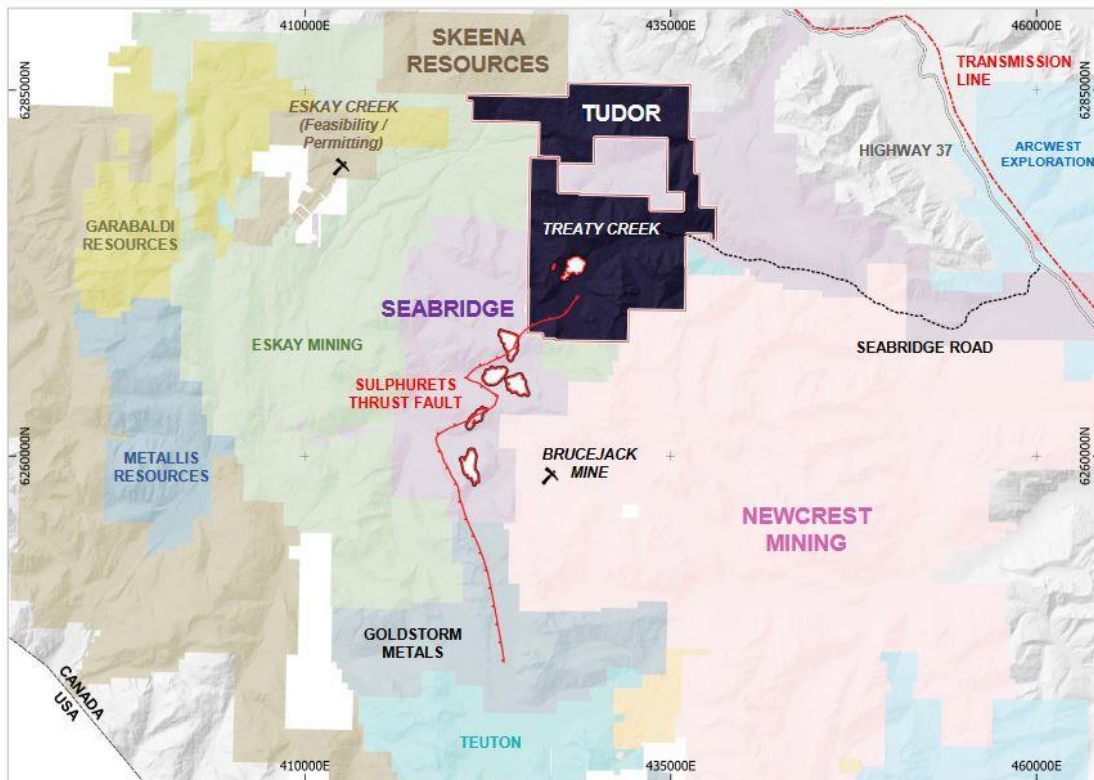 410000E
435000E
460000E
SKEENA
RESOURCES
TRANSMISSION
LINE
6285000N
6285000N
ESKAY CREEK
(Feasibility /
Permitting)
TUDOR
HIGHWAY 37
ARCWEST
EXPLORATION
GARABALDI
RESOURCES
TREATY CREEK
SEABRIDGE
ESKAY MINING
SEABRIDGE ROAD
SULPHURETS
THRUST FAULT
METALLIS
RESOURCES
BRUCEJACK
MINE
6260000N
6260000N
NEWCREST
MINING
GOLDSTORM
METALS
CANADA
USA
TEUTON
410000E
435000E
460000E